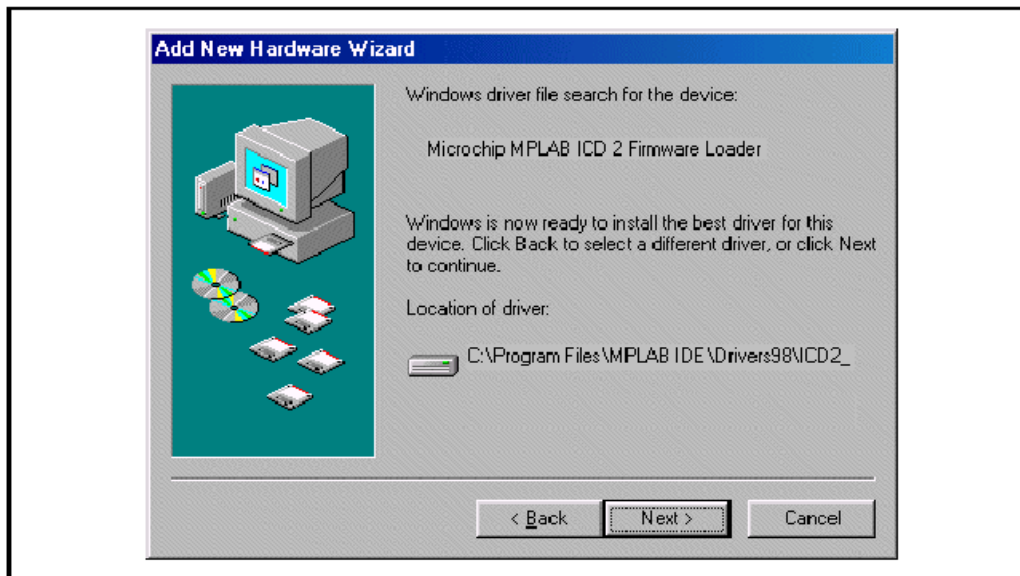 Add New Hardware Wizard
Windows driver file search for the device:
Microchip MPLAB ICD 2 Firmware Loader
Windows is now ready to install the best driver for this
device. Click Back to select a different driver, or click Next
to continue.
Location of driver:
C:\Program Files\MPLAB IDE\Drivers98\ICD2_
< Back
Next >
Cancel